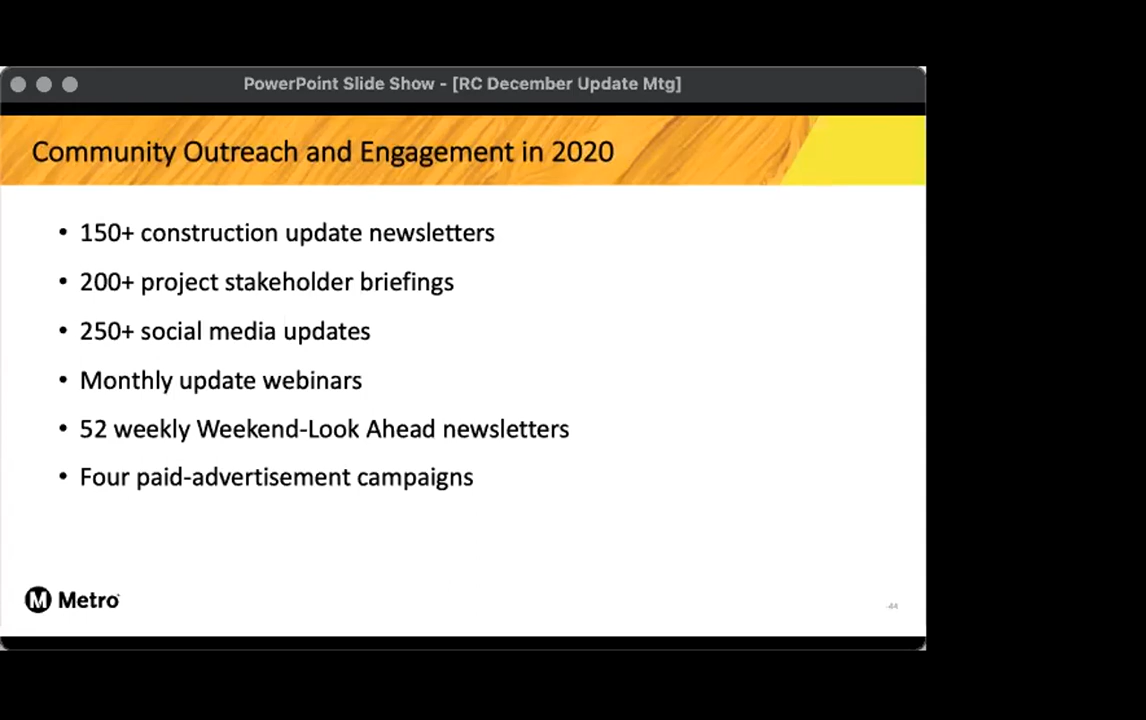 PowerPoint Slide Show - [RC December Update Mtg]
Community Outreach and Engagement in 2020
• 150+ construction update newsletters
• 200+ project stakeholder briefings
• 250+ social media updates
• Monthly update webinars
• 52 weekly Weekend-Look Ahead newsletters
• Four paid-advertisement campaigns
M Metro
44